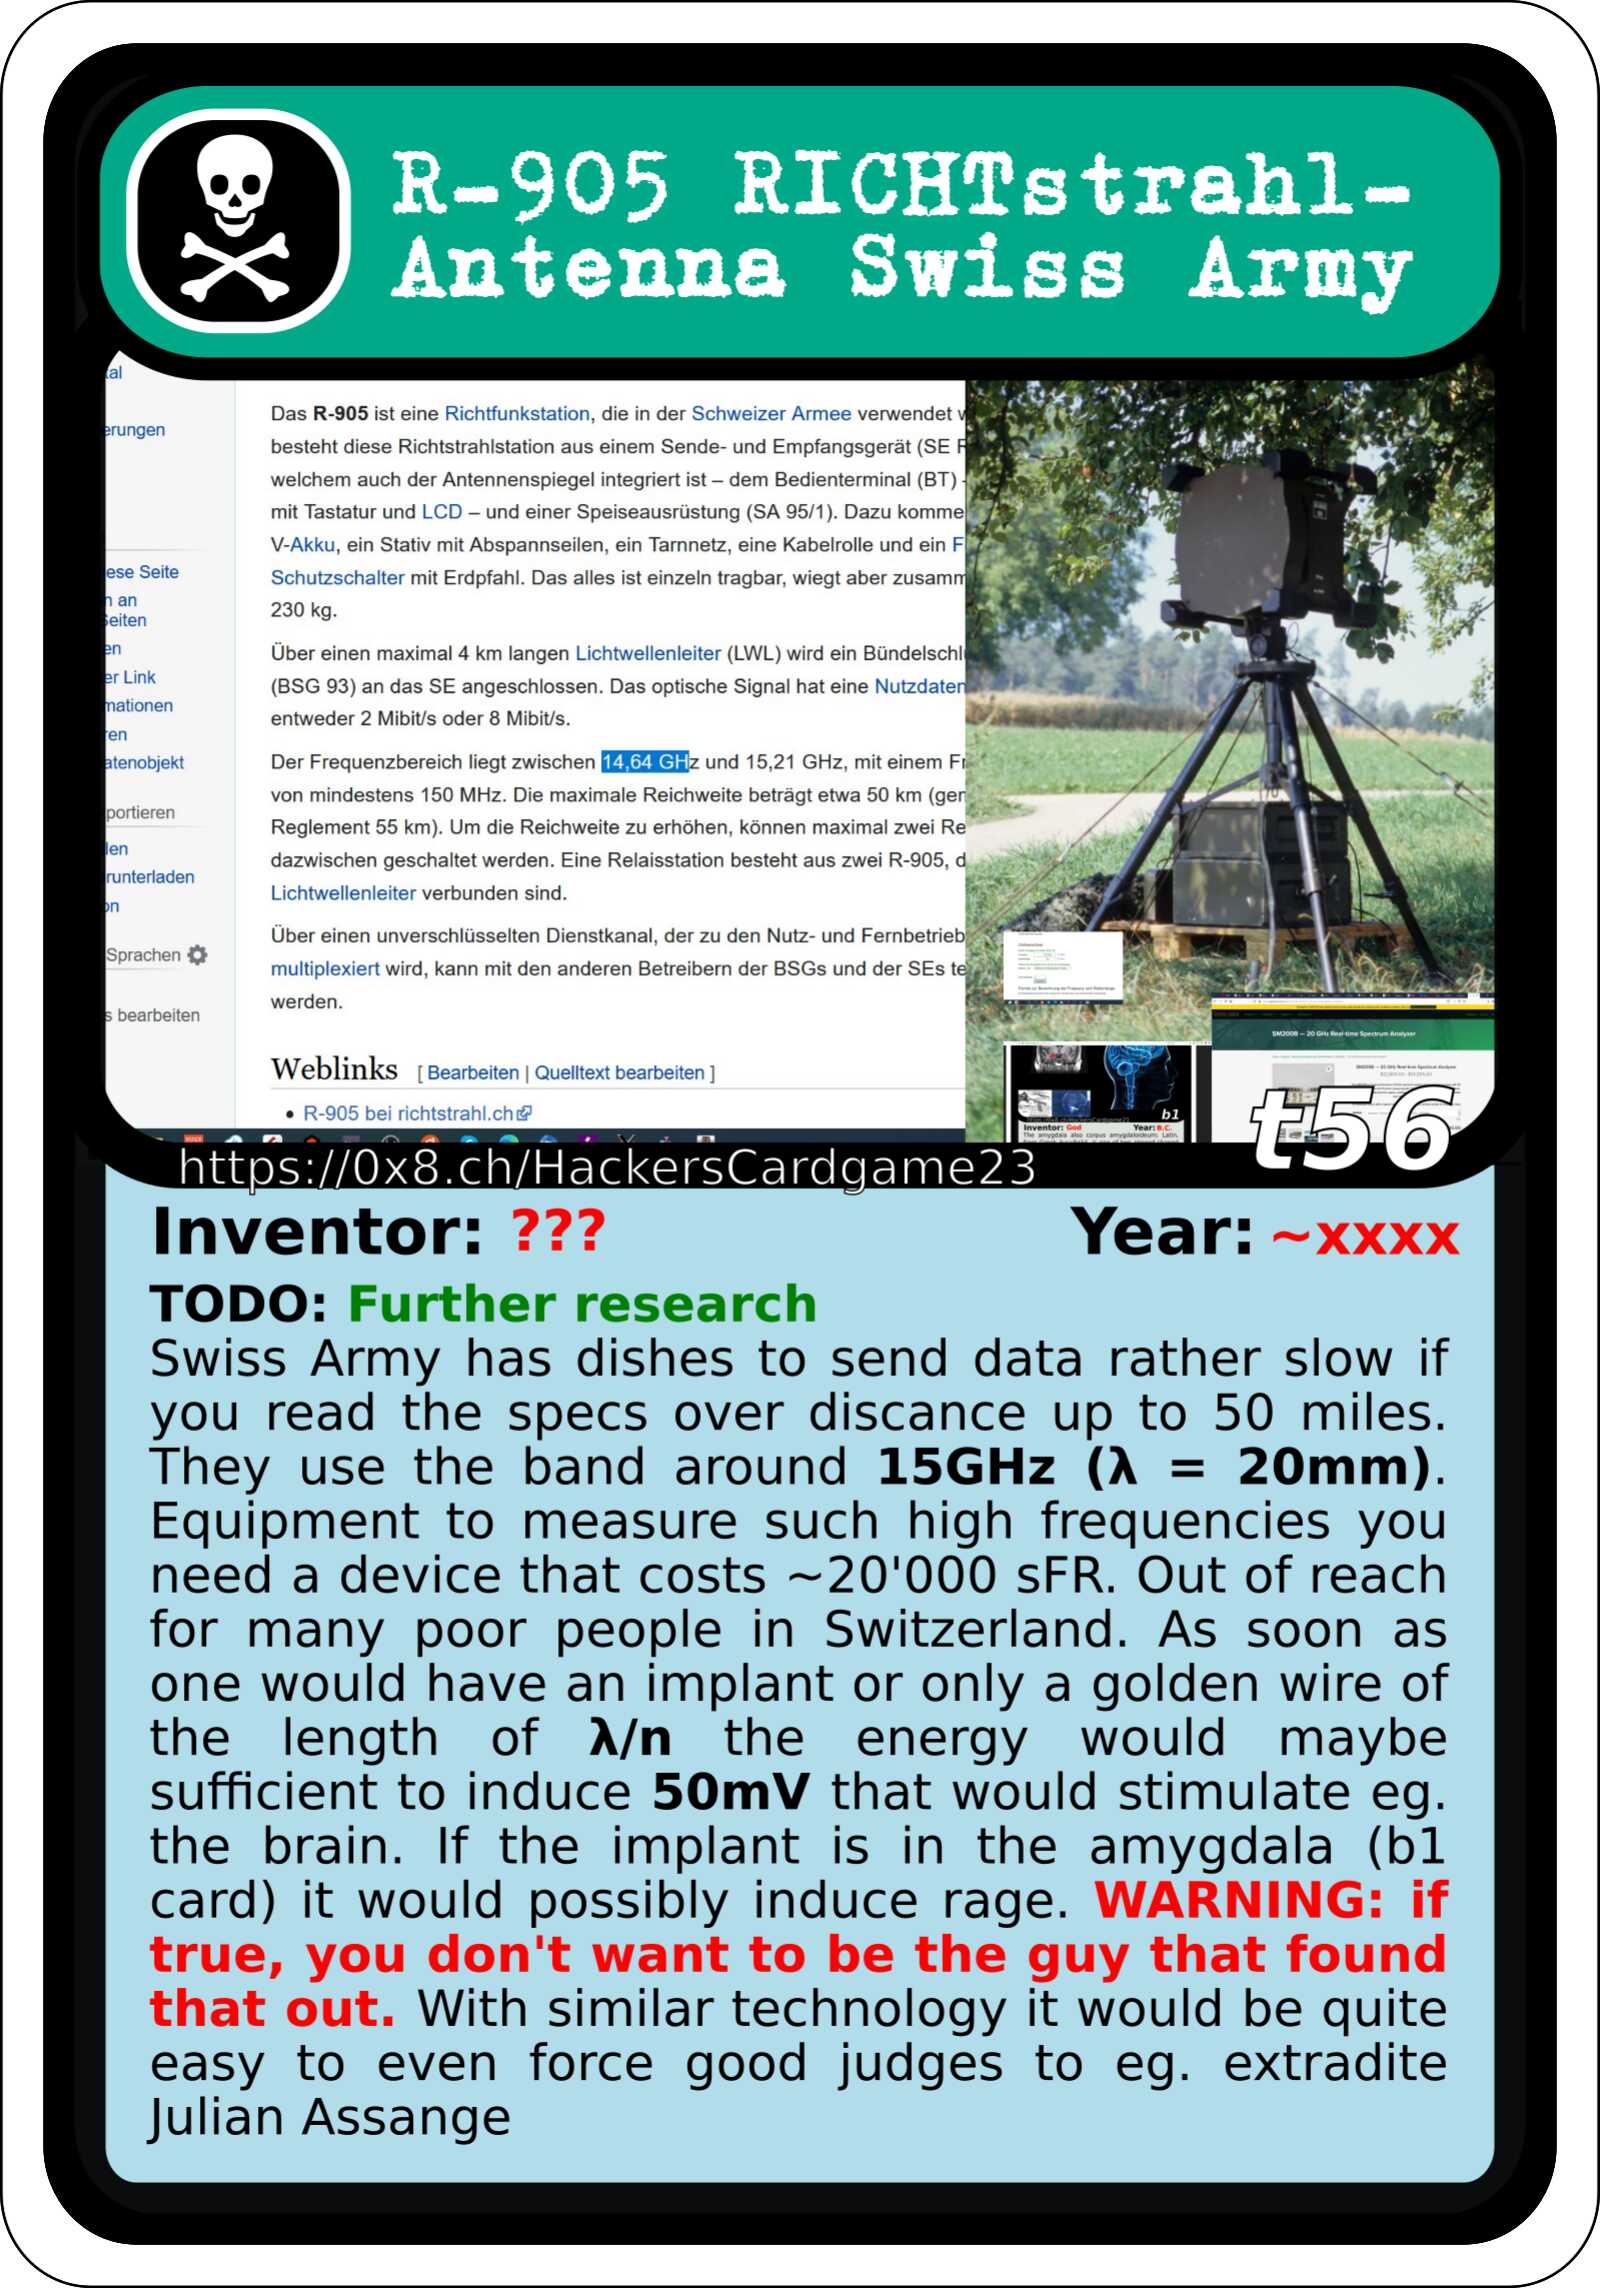 R-905 RICHTstrahl-
Antenna Swiss Army
Das R-905 ist eine Richtfunkstation, die in der Schweizer Armee verwendet
besteht diese Richtstrahlstation aus einem Sende- und Empfangsgerät (SE
welchem auch der Antennenspiegel integriert ist – dem Bedienterminal (BT)
mit Tastatur und LCD – und einer Speiseausrüstung (SA 95/1). Dazu komme
V-Akku, ein Stativ mit Abspannseilen, ein Tarnnetz, eine Kabelrolle und ein F
ese Seite
Schutzschalter mit Erdpfahl. Das alles ist einzeln tragbar, wiegt aber zusamm
n an
230 kg.
Seiten
en
Über einen maximal 4 km langen Lichtwellenleiter (LWL) wird ein Bündelschl
er Link
(BSG 93) an das SE angeschlossen. Das optische Signal hat eine Nutzdaten
mationen
entweder 2 Mibit/s oder 8 Mibit/s.
ren
atenobjekt
Der Frequenzbereich liegt zwischen 14,64 GHz und 15,21 GHz, mit einem Fr
von mindestens 150 MHz. Die maximale Reichweite beträgt etwa 50 km (ger
portieren
Reglement 55 km). Um die Reichweite zu erhöhen, können maximal zwei Re
len
dazwischen geschaltet werden. Eine Relaisstation besteht aus zwei R-905, d
runterladen
Lichtwellenleiter verbunden sind.
on
Über einen unverschlüsselten Dienstkanal, der zu den Nutz- und Fernbetrieb
Sprachen
multiplexiert wird, kann mit den anderen Betreibern der BSGs und der SEs te
werden.
s bearbeiten
Weblinks [ Bearbeiten | Quelltext bearbeiten ]
• R-905 bei richtstrahl.ch
SM200B — 20 GHz Real-time Spectrum Analyzer
SM200B — 20 GHz Real-time Spectrum Analyzer
b1
Inventor: God Year: B.C.
The amygdala also corpus amygdaloideum; Latin,
t56
https://0x8.ch/HackersCardgame23
Inventor: ??? Year: ~xxxx
TODO: Further research
Swiss Army has dishes to send data rather slow if
you read the specs over discance up to 50 miles.
They use the band around 15GHz (λ = 20mm).
Equipment to measure such high frequencies you
need a device that costs ~20'000 sFR. Out of reach
for many poor people in Switzerland. As soon as
one would have an implant or only a golden wire of
the length of λ/n the energy would maybe
sufficient to induce 50mV that would stimulate eg.
the brain. If the implant is in the amygdala (b1
card) it would possibly induce rage. WARNING: if
true, you don't want to be the guy that found
that out. With similar technology it would be quite
easy to even force good judges to eg. extradite
Julian Assange